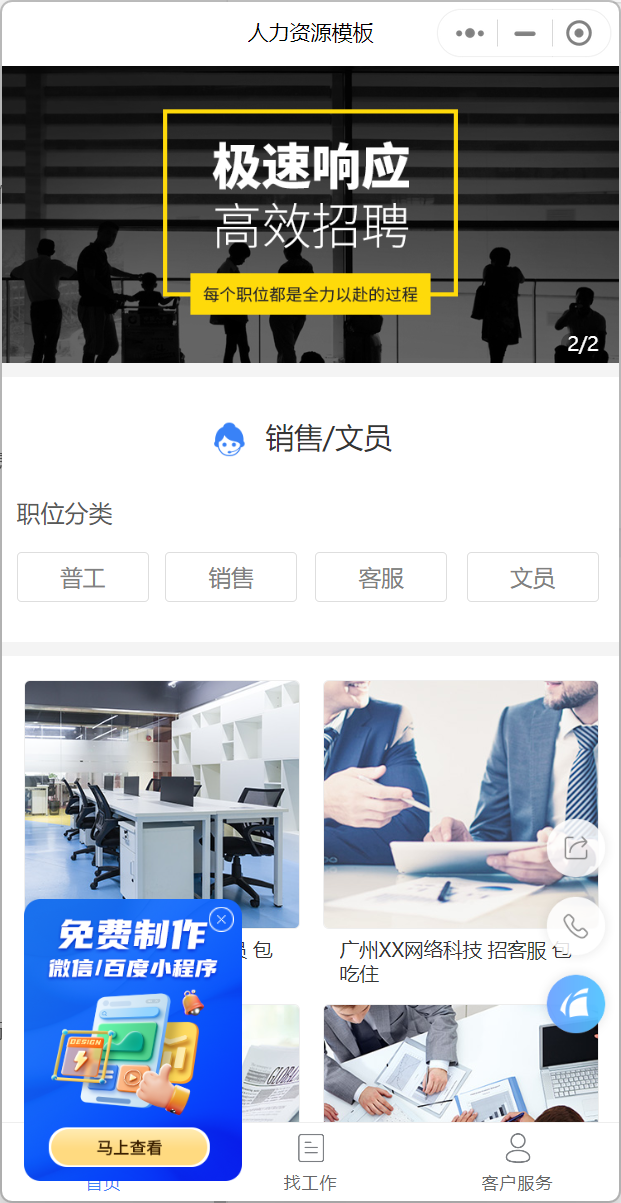 人力资源模板
极速响应
高效招聘
每个职位都是全力以赴的过程
2/2
销售/文员
职位分类
普工
销售
客服
文员
员 包
广州XX网络科技 招客服 包
吃住
免费制作
微信/百度小程序
DESIGN
马上查看
首页
找工作
客户服务